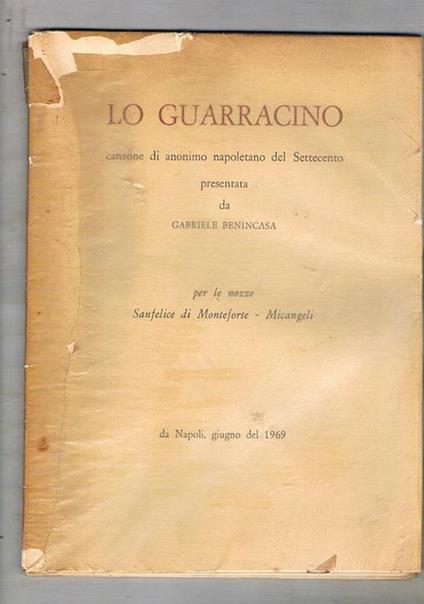 LO GUARRACINO
canzone di anonimo napoletano del Settecento
presentata
da
GABRIELE BENINCASA
per le nozze
Sanfelice di Monteforte - Micangeli
da Napoli, giugno del 1969